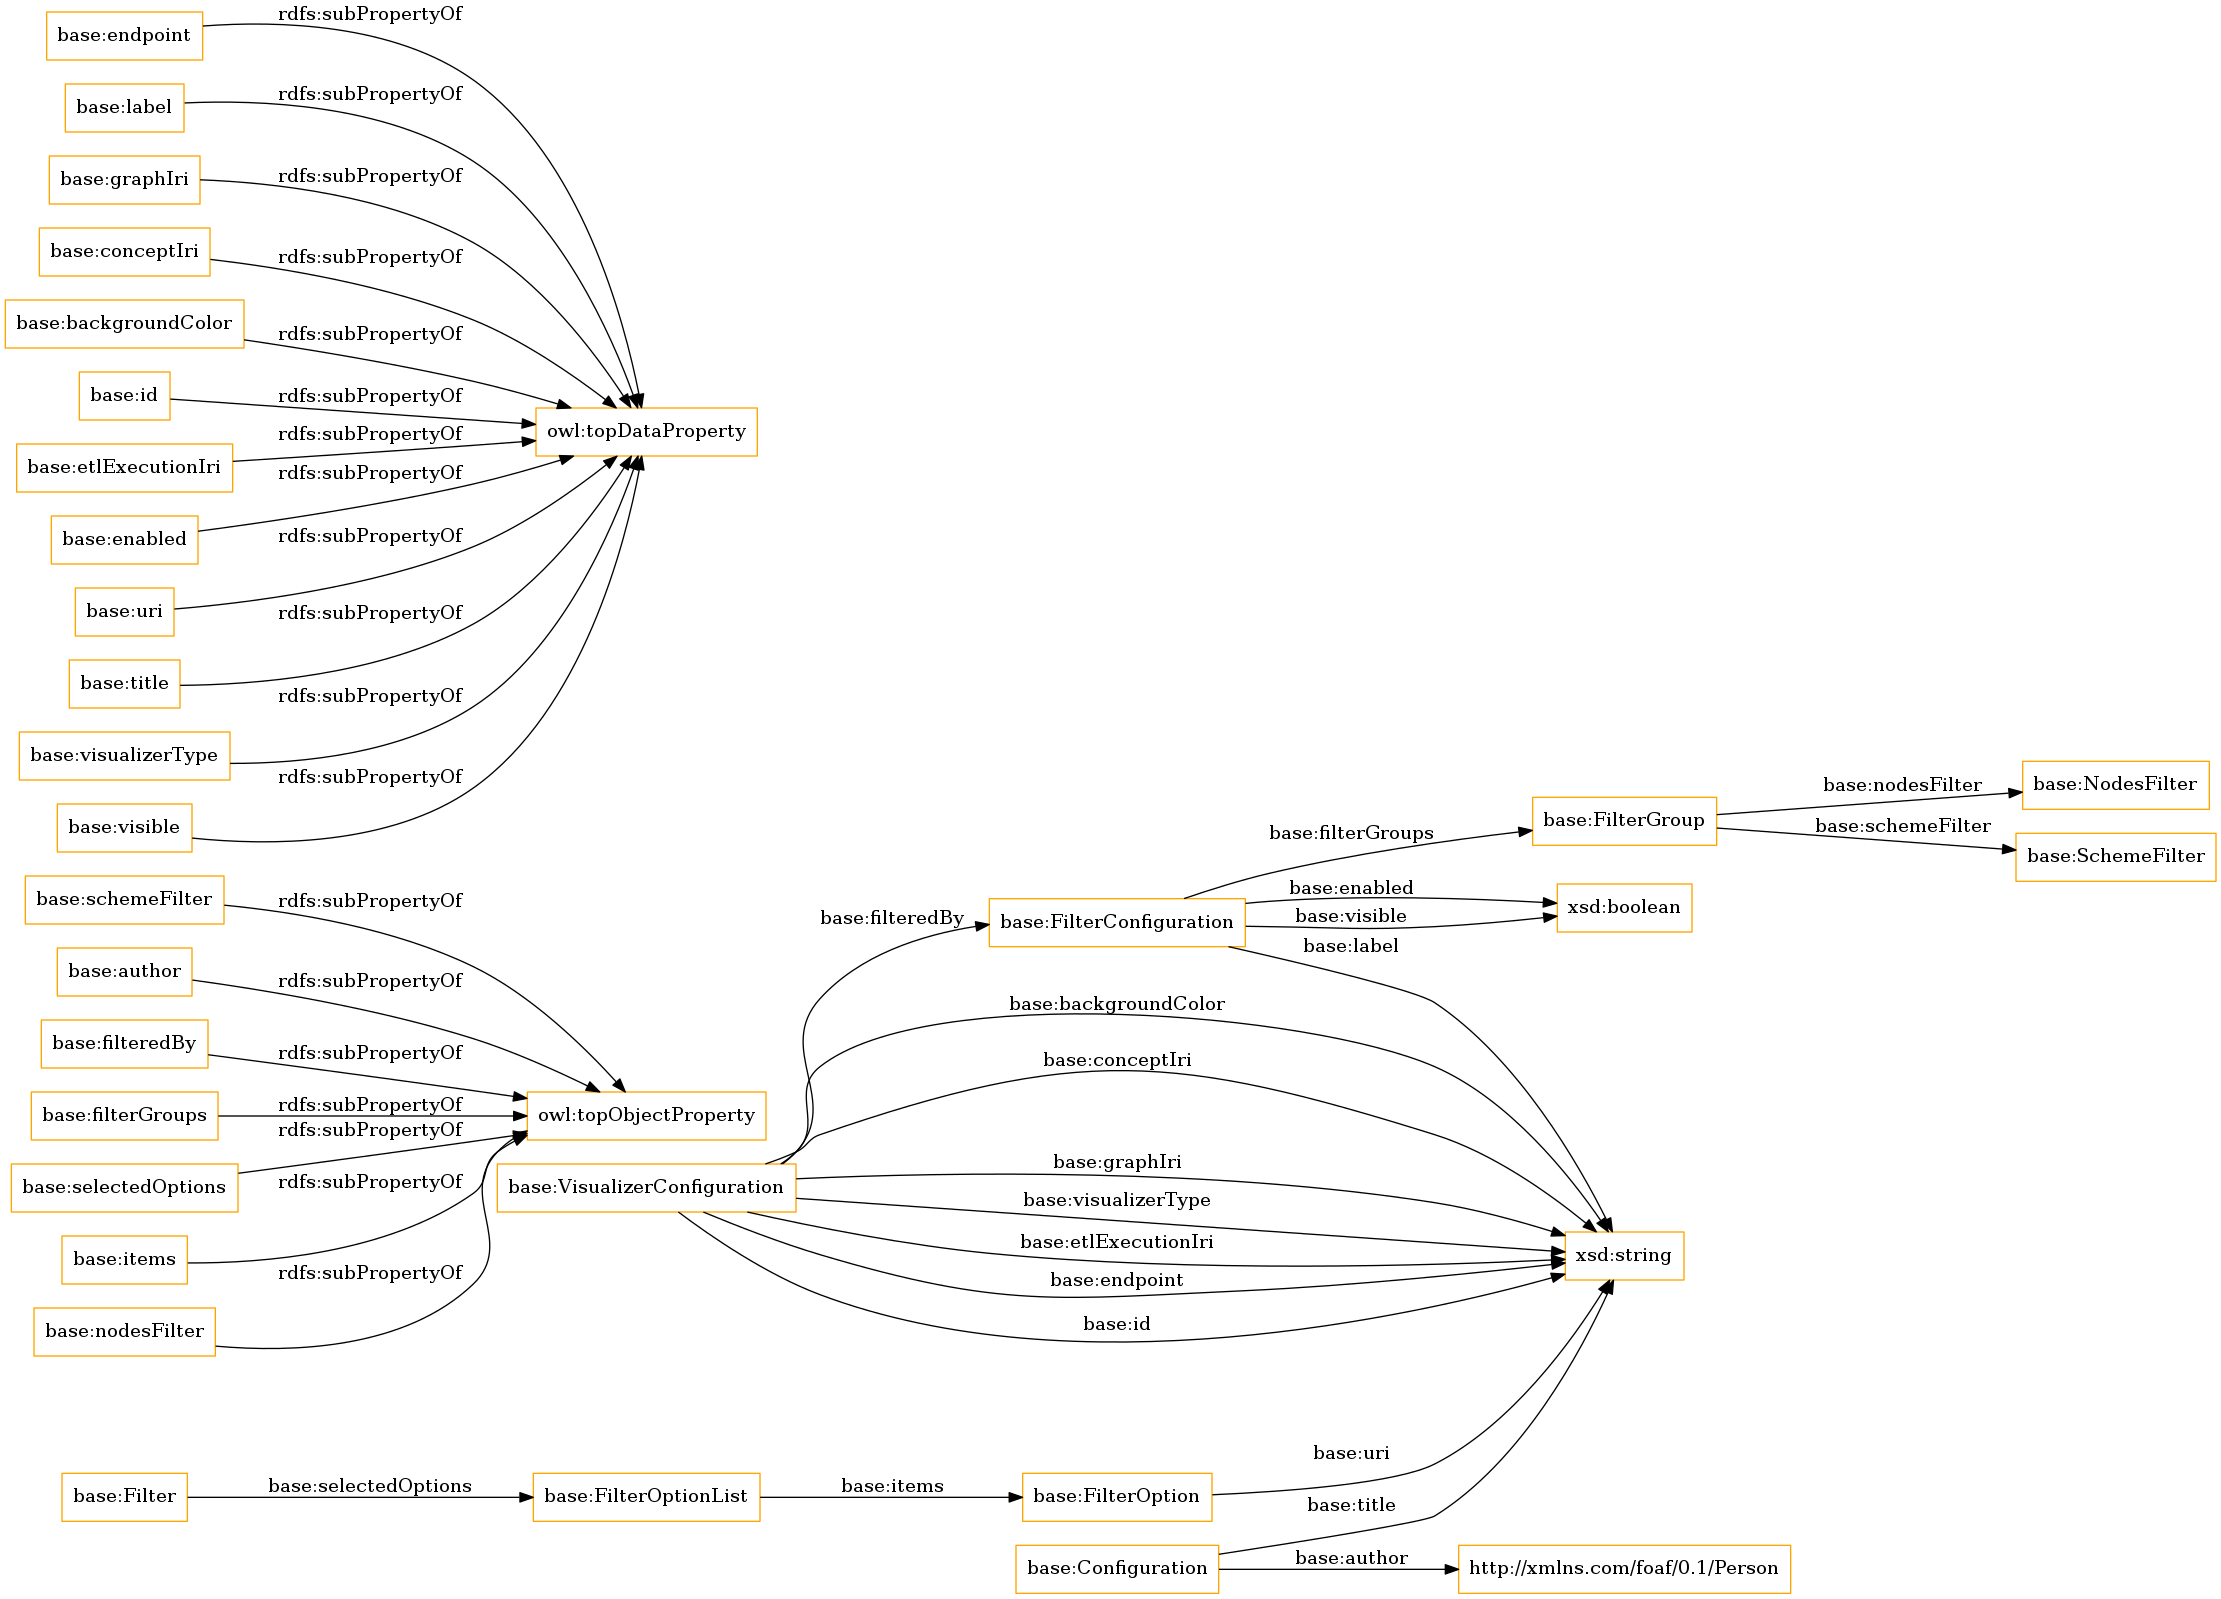 base:endpoint
rdfs:subPropertyOf
base:label
rdfs:subPropertyOf
base:graphIri
rdfs:subPropertyOf
base:conceptIri
rdfs:subPropertyOf
base:backgroundColor
rdfs:subPropertyOf
base:id
rdfs:subPropertyOf
owl:topDataProperty
base:etlExecutionIri
rdfs:subPropertyOf
base:enabled
rdfs:subPropertyOf
base:uri
rdfs:subPropertyOf
base:title
rdfs:subPropertyOf
base:visualizerType
rdfs:subPropertyOf
base:visible
rdfs:subPropertyOf
base:schemeFilter
rdfs:subPropertyOf
base:author
rdfs:subPropertyOf
base:filteredBy
rdfs:subPropertyOf
base:filterGroups
rdfs:subPropertyOf
owl:topObjectProperty
base:selectedOptions
rdfs:subPropertyOf
base:items
rdfs:subPropertyOf
base:nodesFilter
rdfs:subPropertyOf
base:VisualizerConfiguration
base:filteredBy
base:FilterConfiguration
base:filterGroups
base:FilterGroup
base:nodesFilter
base:NodesFilter
base:schemeFilter
base:SchemeFilter
base:enabled
xsd:boolean
base:visible
base:label
base:backgroundColor
base:conceptIri
base:graphIri
base:visualizerType
base:etlExecutionIri
base:endpoint
base:id
xsd:string
base:Filter
base:selectedOptions
base:FilterOptionList
base:items
base:FilterOption
base:uri
base:title
base:Configuration
base:author
http://xmlns.com/foaf/0.1/Person